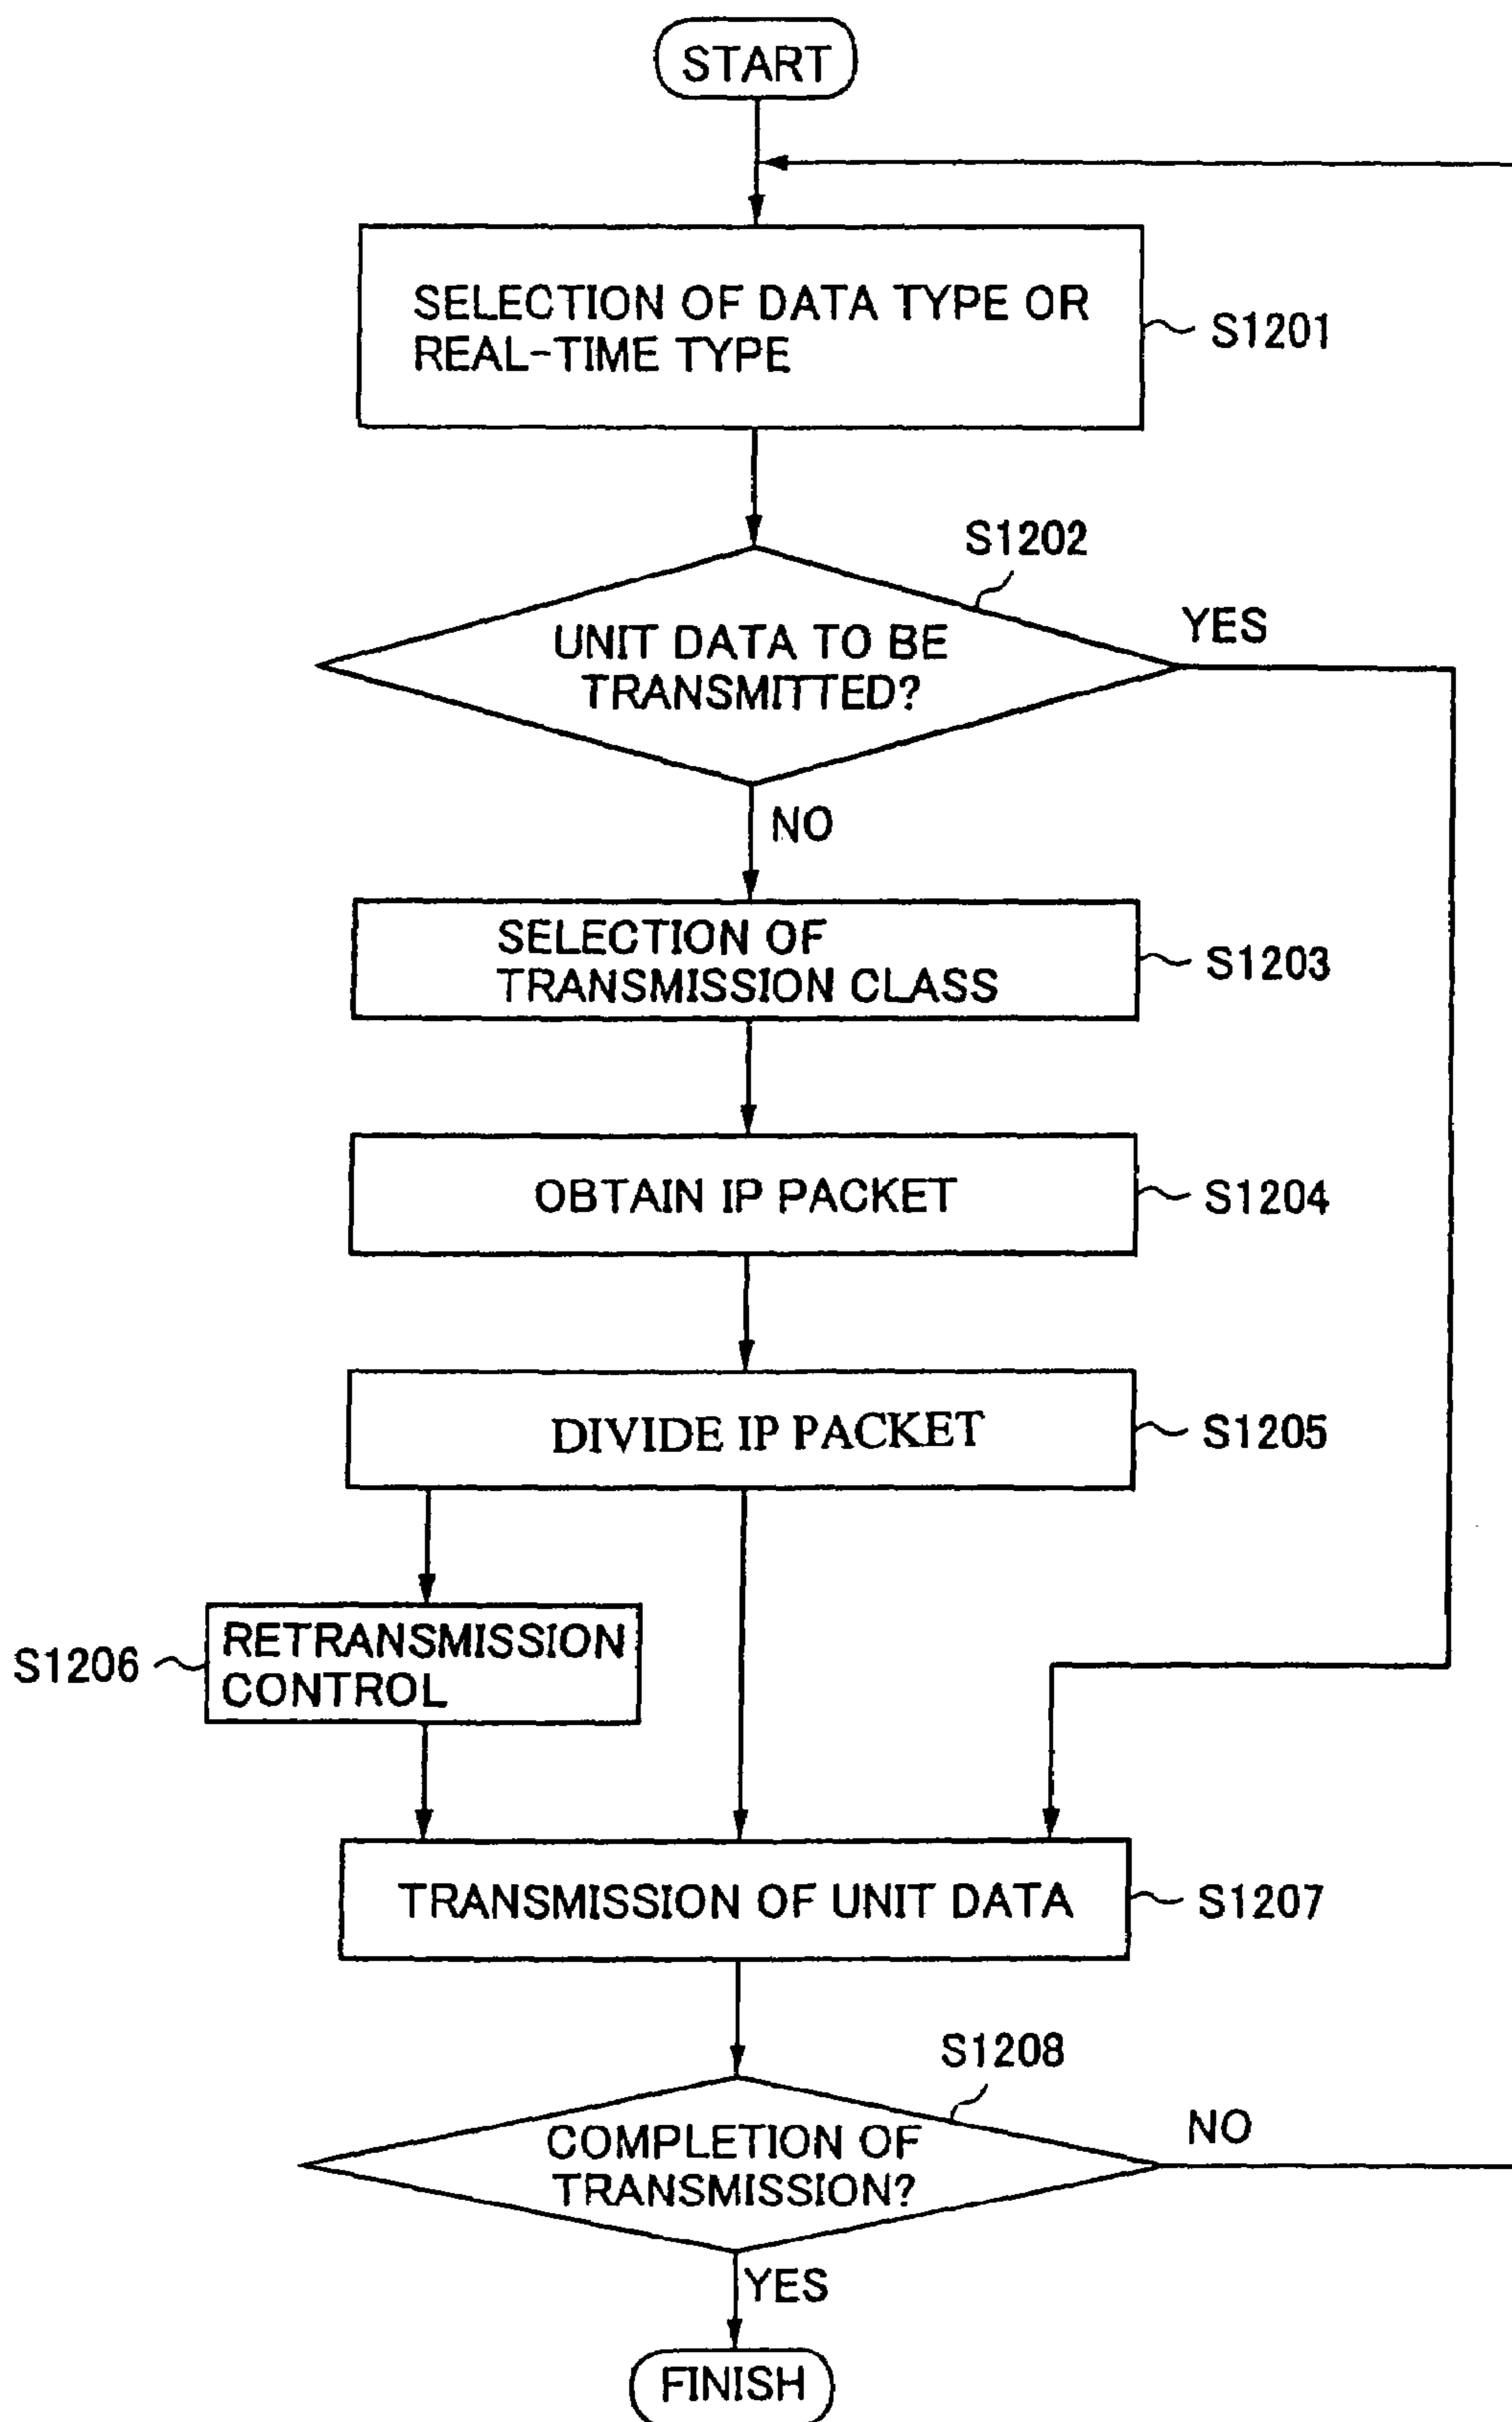 START
SELECTION OF DATA TYPE OR
REAL-TIME TYPE
S1201
S1202
UNIT DATA TO BE
TRANSMITTED?
YES
NO
SELECTION OF
TRANSMISSION CLASS
S1203
OBTAIN IP PACKET
S1204
DIVIDE IP PACKET
S1205
S1206
RETRANSMISSION
CONTROL
TRANSMISSION OF UNIT DATA
S1207
S1208
COMPLETION OF
TRANSMISSION?
NO
YES
FINISH